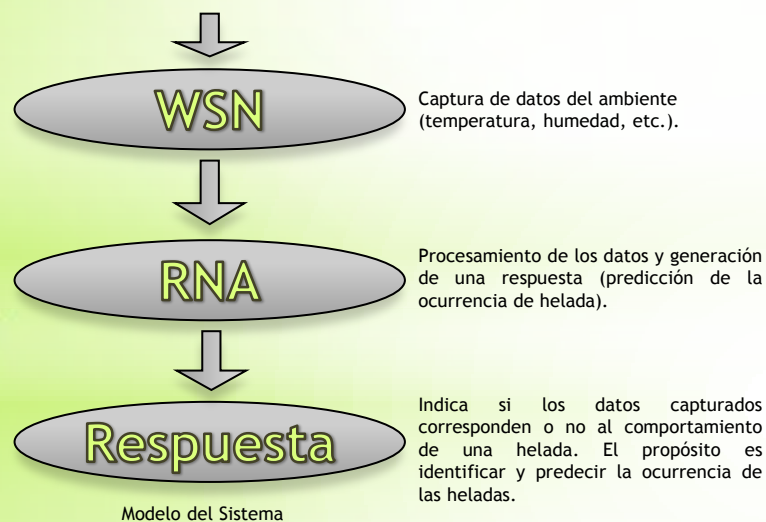 WSN
Captura de datos del ambiente
(temperatura, humedad, etc.).
RNA
Procesamiento de los datos y generación
de una respuesta (predicción de la
ocurrencia de helada).
Respuesta
Indica si los datos capturados
corresponden o no al comportamiento
de una helada. El propósito es
identificar y predecir la ocurrencia de
las heladas.
Modelo del Sistema